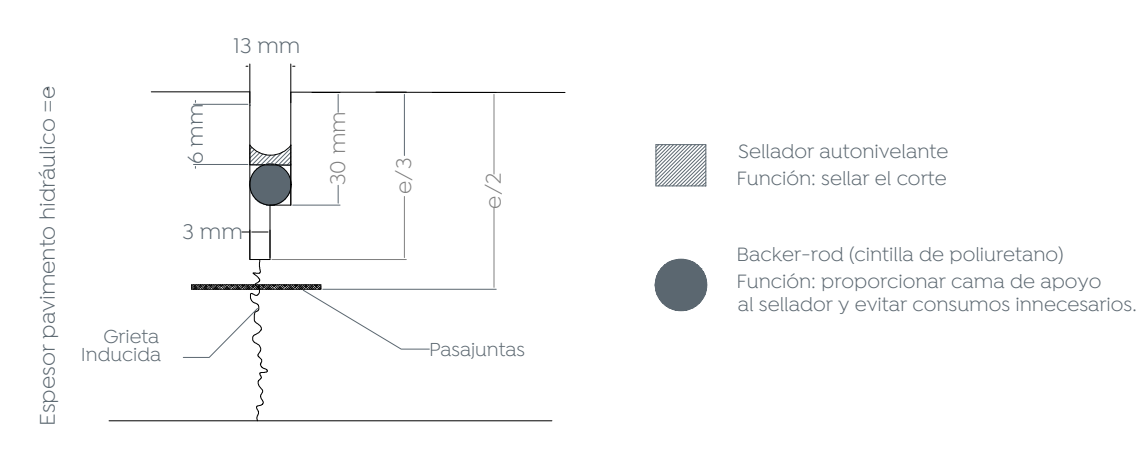 13 mm
Espesor pavimento hidráulico =e
6 mm
30 mm
e/3
e/2
3 mm
Grieta
Inducida
Pasajuntas
Sellador autonivelante
Función: sellar el corte
Backer-rod (cintilla de poliuretano)
Función: proporcionar cama de apoyo
al sellador y evitar consumos innecesarios.